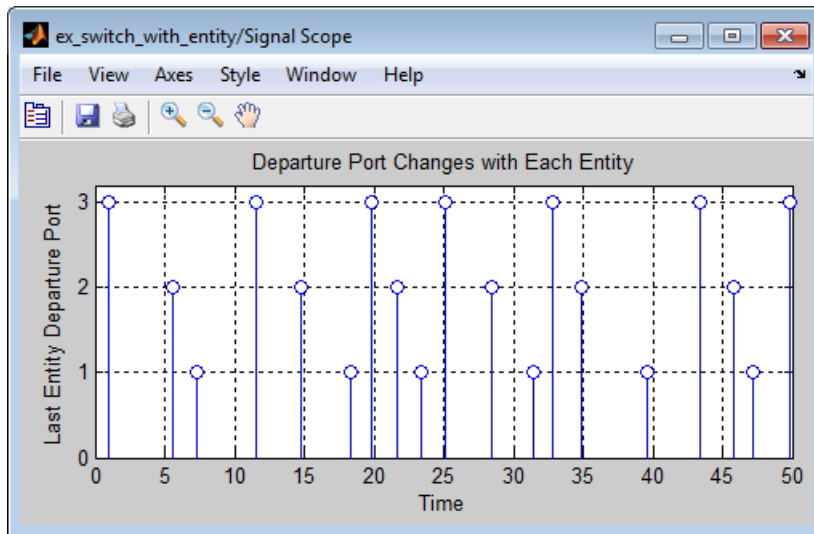 ex_switch_with_entity/Signal Scope
File View Axes Style Window Help
Departure Port Changes with Each Entity
Last Entity Departure Port
3
2
1
0
0 5 10 15 20 25 30 35 40 45 50
Time